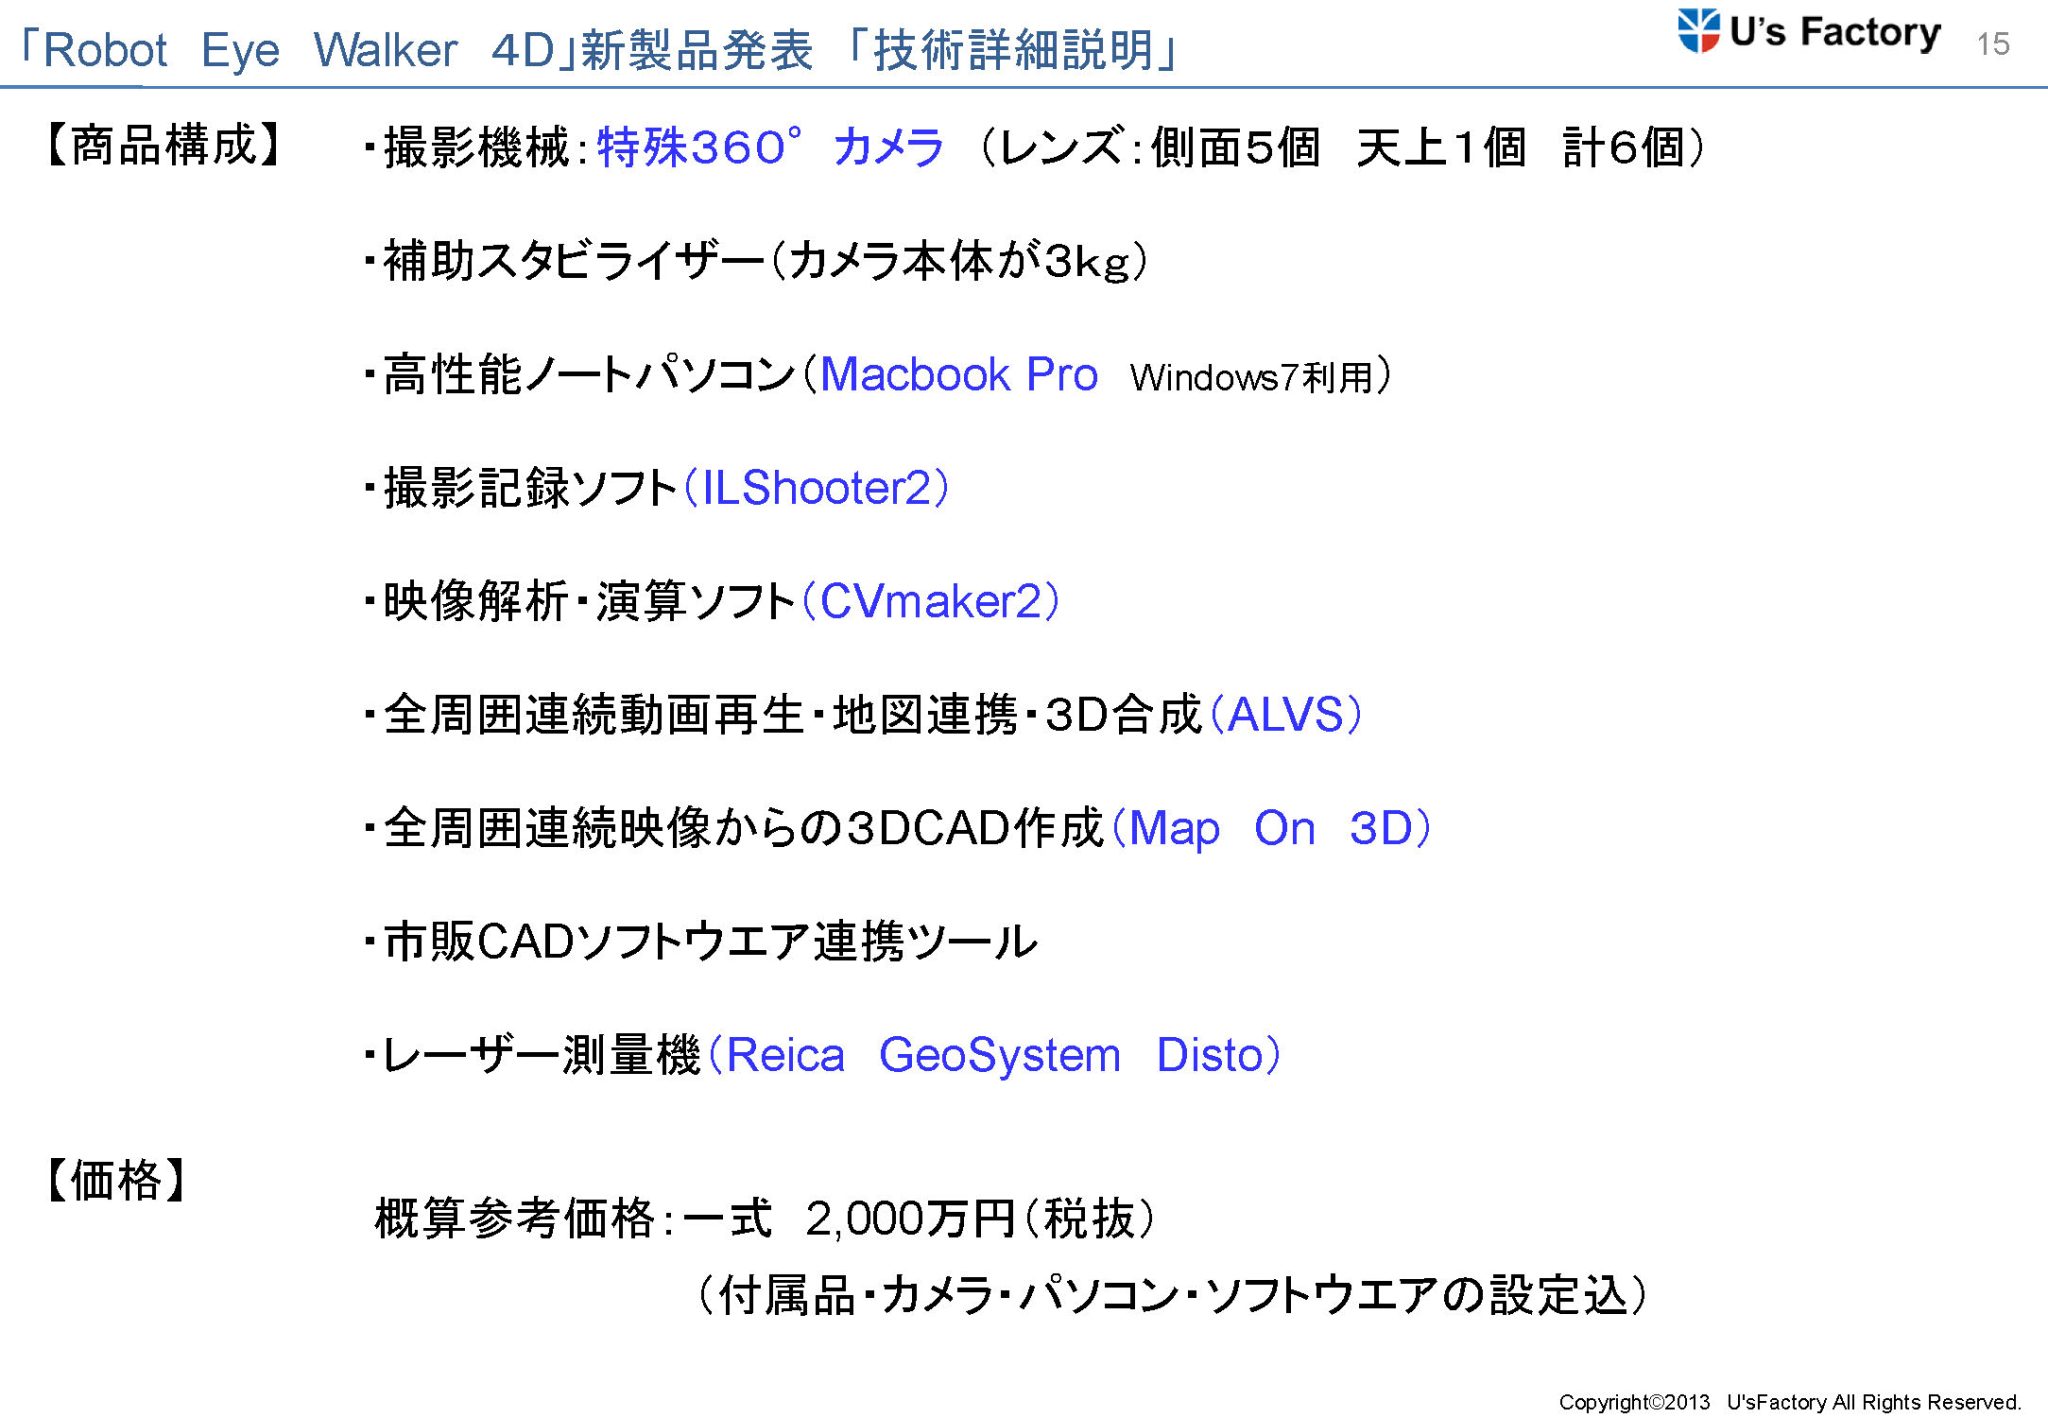 「Robot　Eye　Walker　４D」新製品発表　「技術詳細説明」
U's Factory
15
【商品構成】
・撮影機械：特殊３６０°カメラ　（レンズ：側面５個　天上１個　計６個）
・補助スタビライザー（カメラ本体が３ｋｇ）
・高性能ノートパソコン（Macbook Pro　Windows7利用）
・撮影記録ソフト（ILShooter2）
・映像解析・演算ソフト（CVmaker2）
・全周囲連続動画再生・地図連携・３D合成（ALVS）
・全周囲連続映像からの３DCAD作成（Map　On　３D）
・市販CADソフトウエア連携ツール
・レーザー測量機（Reica　GeoSystem　Disto）
【価格】
概算参考価格：一式　2,000万円（税抜）
（付属品・カメラ・パソコン・ソフトウエアの設定込）
Copyright©2013　U'sFactory All Rights Reserved.